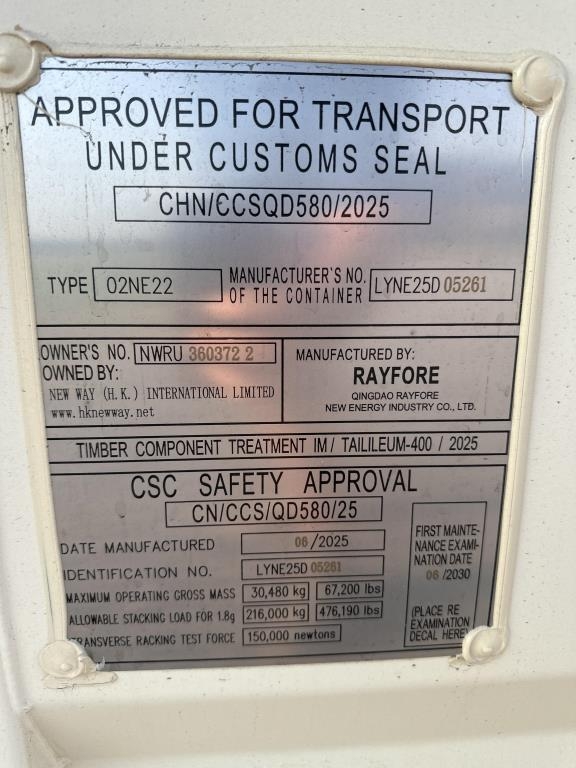 APPROVED FOR TRANSPORT
UNDER CUSTOMS SEAL
CHN/CCSQD580/2025
TYPE 02NE22 MANUFACTURER'S NO. OF THE CONTAINER LYNE25D 05261
OWNER'S NO. NWRU 360372 2
OWNED BY:
NEW WAY (H.K.) INTERNATIONAL LIMITED
www.hknewway.net
MANUFACTURED BY:
RAYFORE
QINGDAO RAYFORE
NEW ENERGY INDUSTRY CO., LTD.
TIMBER COMPONENT TREATMENT IM / TAILILEUM-400 / 2025
CSC SAFETY APPROVAL
CN/CCS/QD580/25
DATE MANUFACTURED 06/2025
IDENTIFICATION NO. LYNE25D 05261
MAXIMUM OPERATING GROSS MASS 30,480 kg 67,200 lbs
ALLOWABLE STACKING LOAD FOR 1.8g 216,000 kg 476,190 lbs
TRANSVERSE RACKING TEST FORCE 150,000 newtons
FIRST MAINTE-
NANCE EXAMI-
NATION DATE
06/2030
(PLACE RE
EXAMINATION
DECAL HERE)